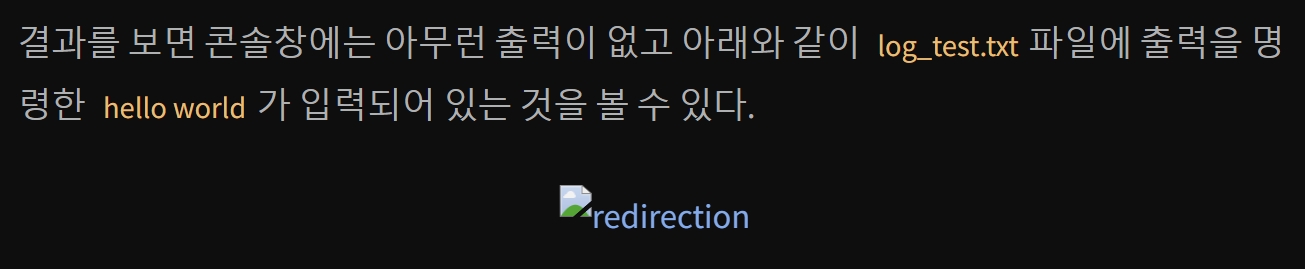 결과를 보면 콘솔창에는 아무런 출력이 없고 아래와 같이 log_test.txt 파일에 출력을 명
령한 hello world 가 입력되어 있는 것을 볼 수 있다.
redirection